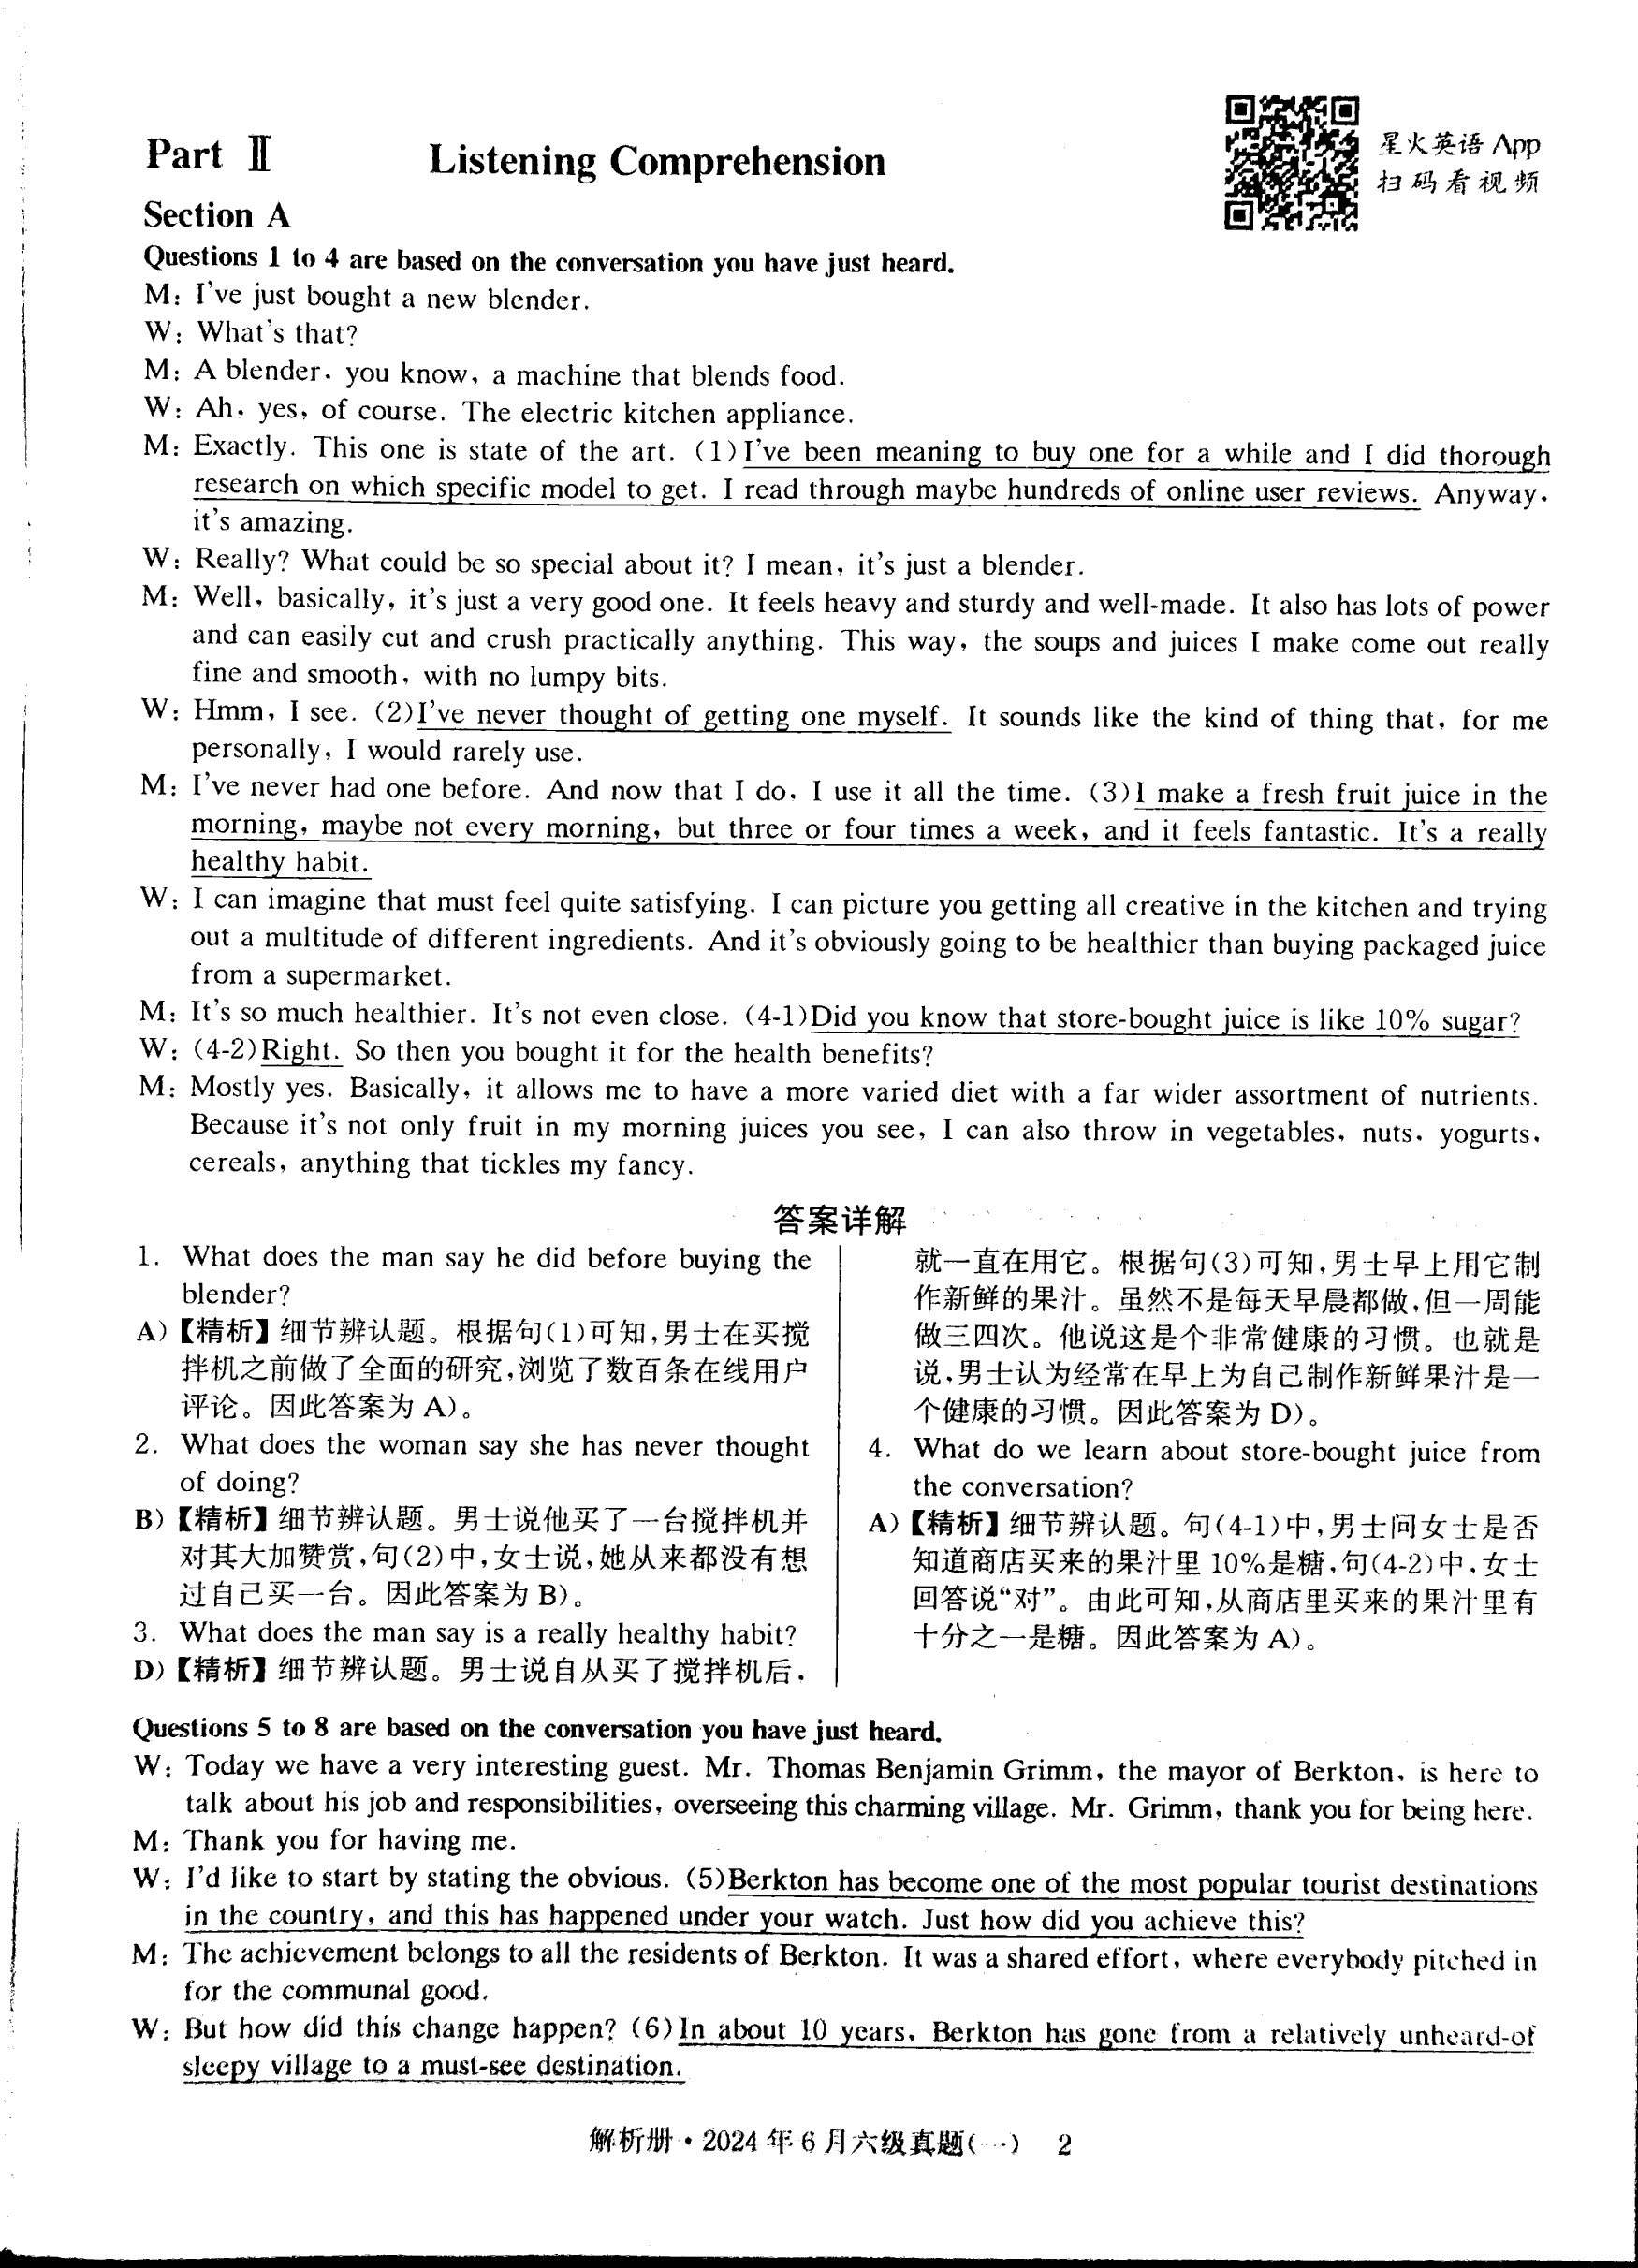 Part Ⅱ Listening Comprehension
星火英语 App
扫码看视频
Section A
Questions 1 to 4 are based on the conversation you have just heard.
M: I've just bought a new blender.
W: What's that?
M: A blender, you know, a machine that blends food.
W: Ah, yes, of course. The electric kitchen appliance.
M: Exactly. This one is state of the art. (1)I've been meaning to buy one for a while and I did thorough
research on which specific model to get. I read through maybe hundreds of online user reviews. Anyway,
it's amazing.
W: Really? What could be so special about it? I mean, it's just a blender.
M: Well, basically, it's just a very good one. It feels heavy and sturdy and well-made. It also has lots of power
and can easily cut and crush practically anything. This way, the soups and juices I make come out really
fine and smooth, with no lumpy bits.
W: Hmm, I see. (2)I've never thought of getting one myself. It sounds like the kind of thing that, for me
personally, I would rarely use.
M: I've never had one before. And now that I do, I use it all the time. (3)I make a fresh fruit juice in the
morning, maybe not every morning, but three or four times a week, and it feels fantastic. It's a really
healthy habit.
W: I can imagine that must feel quite satisfying. I can picture you getting all creative in the kitchen and trying
out a multitude of different ingredients. And it's obviously going to be healthier than buying packaged juice
from a supermarket.
M: It's so much healthier. It's not even close. (4-1)Did you know that store-bought juice is like 10% sugar?
W: (4-2)Right. So then you bought it for the health benefits?
M: Mostly yes. Basically, it allows me to have a more varied diet with a far wider assortment of nutrients.
Because it's not only fruit in my morning juices you see, I can also throw in vegetables, nuts, yogurts,
cereals, anything that tickles my fancy.
答案详解
1. What does the man say he did before buying the
blender?
A)【精析】细节辨认题。根据句(1)可知,男士在买搅
拌机之前做了全面的研究,浏览了数百条在线用户
评论。因此答案为 A)。
2. What does the woman say she has never thought
of doing?
B)【精析】细节辨认题。男士说他买了一台搅拌机并
对其大加赞赏,句(2)中,女士说,她从来都没有想
过自己买一台。因此答案为 B)。
3. What does the man say is a really healthy habit?
D)【精析】细节辨认题。男士说自从买了搅拌机后,
就一直在用它。根据句(3)可知,男士早上用它制
作新鲜的果汁。虽然不是每天早晨都做,但一周能
做三四次。他说这是个非常健康的习惯。也就是
说,男士认为经常在早上为自己制作新鲜果汁是一
个健康的习惯。因此答案为 D)。
4. What do we learn about store-bought juice from
the conversation?
A)【精析】细节辨认题。句(4-1)中,男士问女士是否
知道商店买来的果汁里 10%是糖,句(4-2)中,女士
回答说“对”。由此可知,从商店里买来的果汁里有
十分之一是糖。因此答案为 A)。
Questions 5 to 8 are based on the conversation you have just heard.
W: Today we have a very interesting guest. Mr. Thomas Benjamin Grimm, the mayor of Berkton, is here to
talk about his job and responsibilities, overseeing this charming village. Mr. Grimm, thank you for being here.
M: Thank you for having me.
W: I'd like to start by stating the obvious. (5)Berkton has become one of the most popular tourist destinations
in the country, and this has happened under your watch. Just how did you achieve this?
M: The achievement belongs to all the residents of Berkton. It was a shared effort, where everybody pitched in
for the communal good.
W: But how did this change happen? (6)In about 10 years, Berkton has gone from a relatively unheard-of
sleepy village to a must-see destination.
解析册·2024 年 6 月六级真题(一) 2